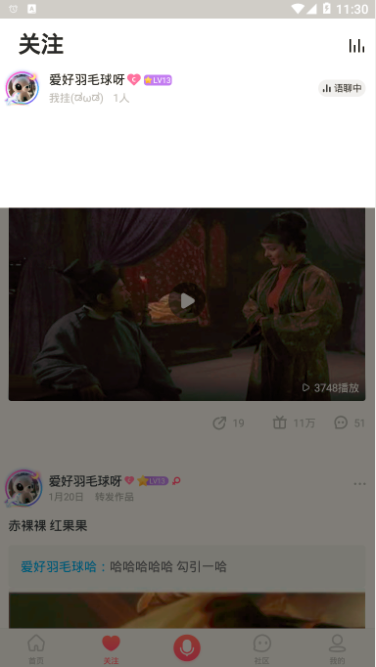 11:30
关注
爱好羽毛球呀 LV13
我挂(ຕωຕ) 1人
语聊中
3748播放
19 11万 51
爱好羽毛球呀 LV13
1月20日 转发作品
赤裸裸 红果果
爱好羽毛球哈：哈哈哈哈哈 勾引一哈
首页 关注 社区 我的